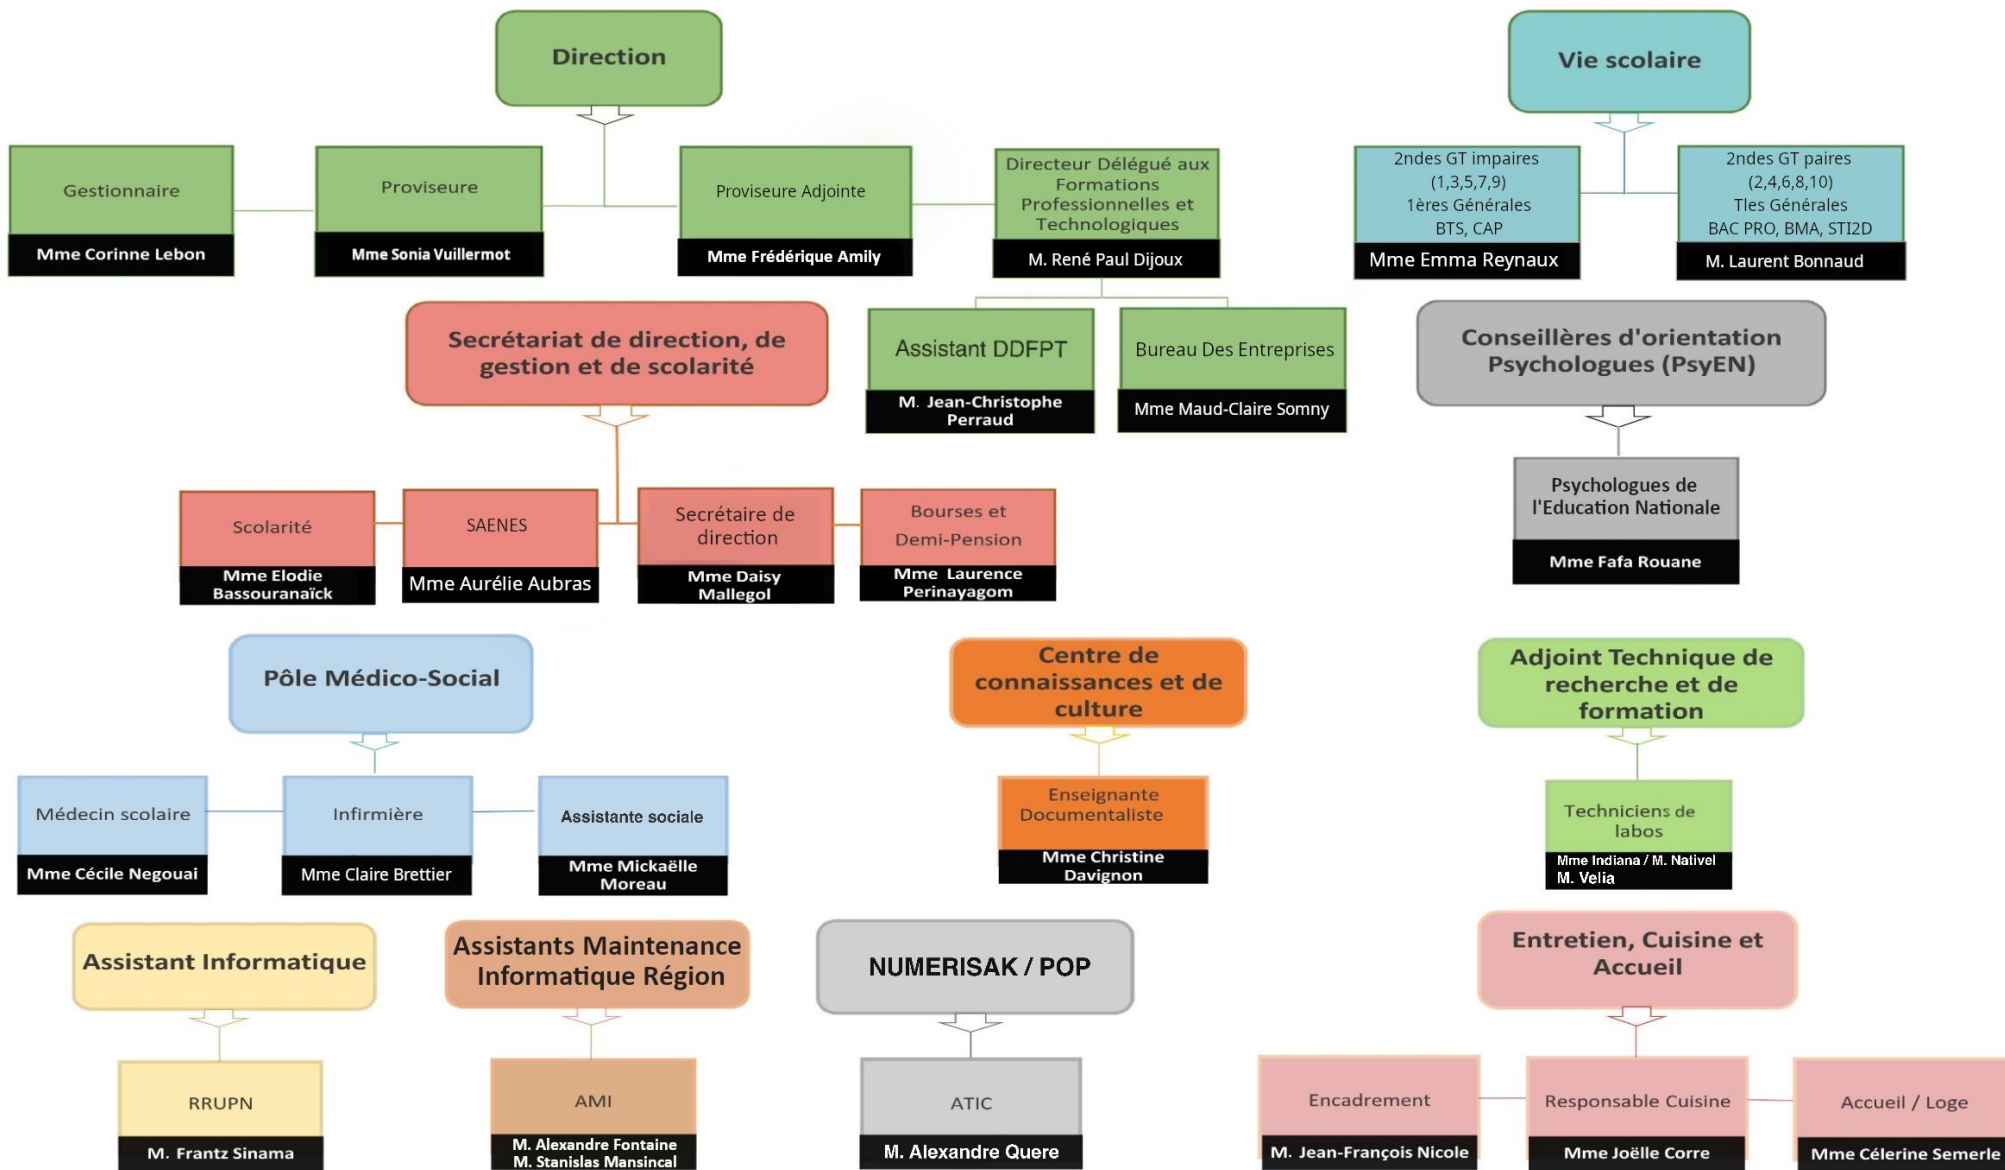 Direction
Vie scolaire
Gestionnaire
Mme Corinne Lebon
Proviseure
Mme Sonia Vuillermot
Proviseure Adjointe
Mme Frédérique Amily
Directeur Délégué aux
Formations
Professionnelles et
Technologiques
M. René Paul Dijoux
2ndes GT impaires
(1,3,5,7,9)
1ères Générales
BTS, CAP
Mme Emma Reynaux
2ndes GT paires
(2,4,6,8,10)
Tles Générales
BAC PRO, BMA, STI2D
M. Laurent Bonnaud
Secrétariat de direction, de
gestion et de scolarité
Assistant DDFPT
M. Jean-Christophe
Perraud
Bureau Des Entreprises
Mme Maud-Claire Somny
Conseillères d'orientation
Psychologues (PsyEN)
Psychologues de
l'Education Nationale
Mme Fafa Rouane
Scolarité
Mme Elodie
Bassouranaïck
SAENES
Mme Aurélie Aubras
Secrétaire de
direction
Mme Daisy
Mallegol
Bourses et
Demi-Pension
Mme Laurence
Perinayagom
Pôle Médico-Social
Centre de
connaissances et de
culture
Adjoint Technique de
recherche et de
formation
Médecin scolaire
Mme Cécile Negouai
Infirmière
Mme Claire Brettier
Assistante sociale
Mme Mickaëlle
Moreau
Enseignante
Documentaliste
Mme Christine
Davignon
Techniciens de
labos
Mme Indiana / M. Nativel
M. Velia
Assistant Informatique
Assistants Maintenance
Informatique Région
NUMERISAK / POP
Entretien, Cuisine et
Accueil
RRUPN
M. Frantz Sinama
AMI
M. Alexandre Fontaine
M. Stanislas Mansincal
ATIC
M. Alexandre Quere
Encadrement
M. Jean-François Nicole
Responsable Cuisine
Mme Joëlle Corre
Accueil / Loge
Mme Célerine Semerle